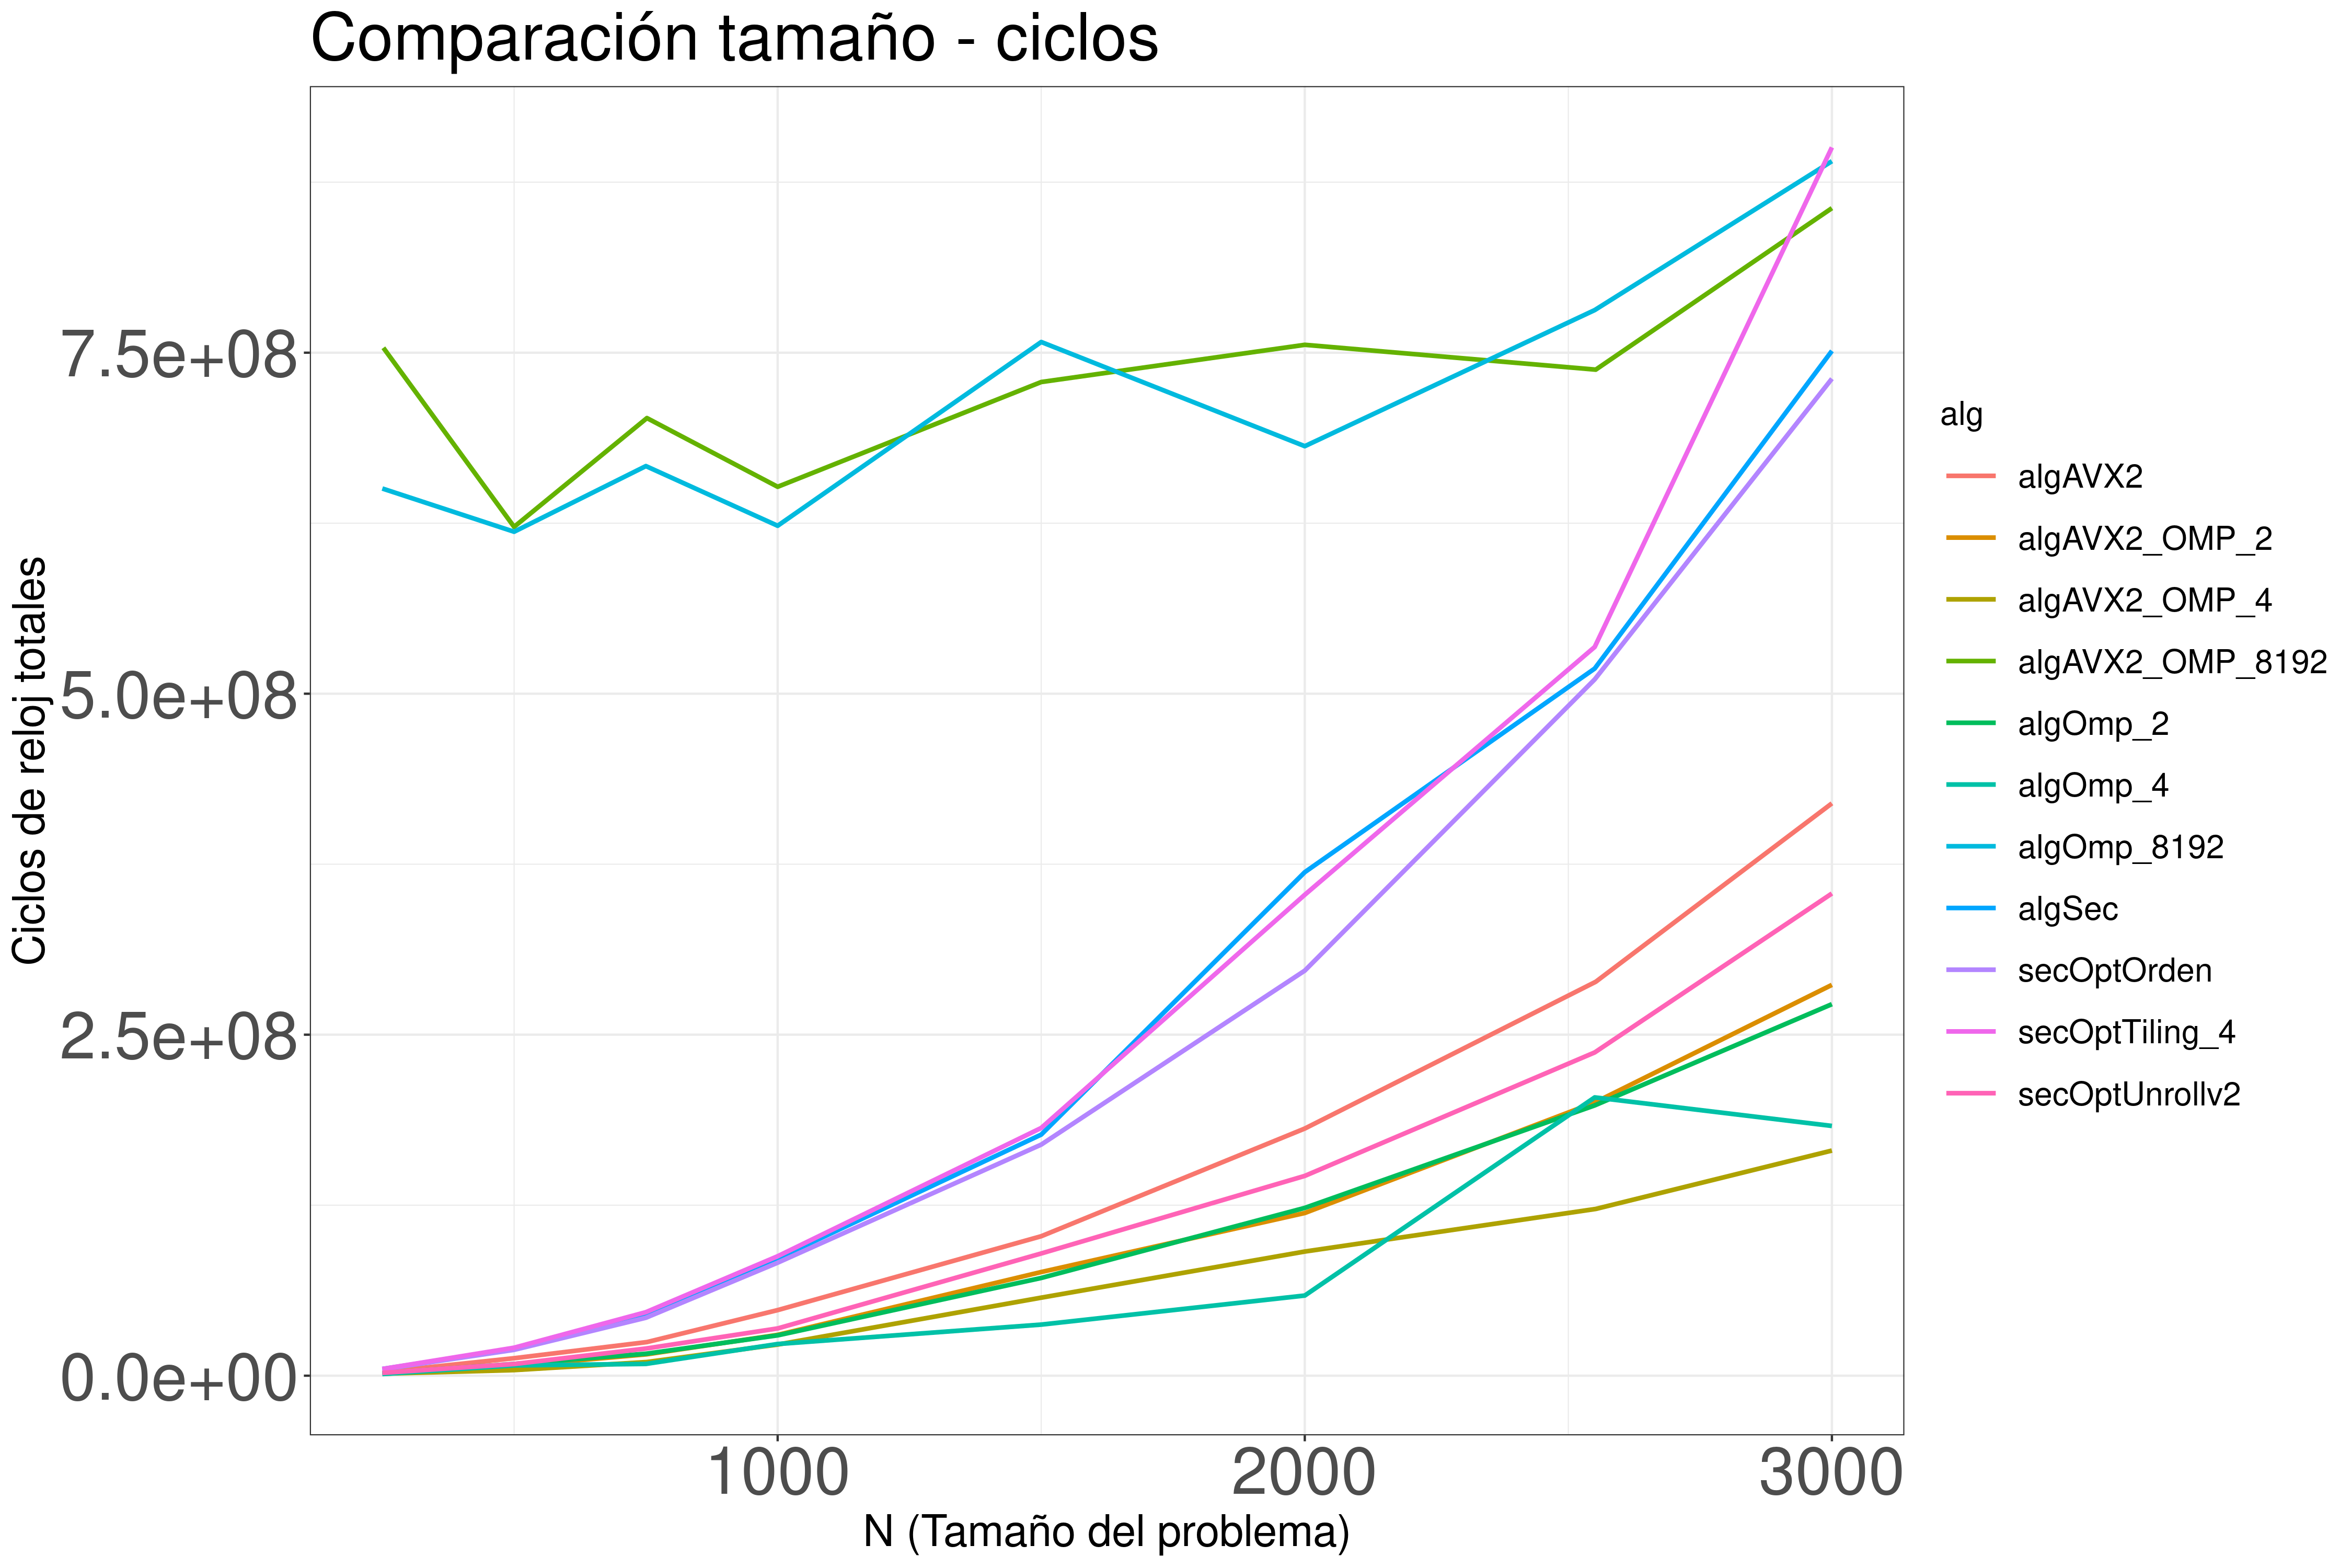 Comparación tamaño - ciclos
Ciclos de reloj totales
7.5e+08
5.0e+08
2.5e+08
0.0e+00
1000
2000
3000
N (Tamaño del problema)
alg
algAVX2
algAVX2_OMP_2
algAVX2_OMP_4
algAVX2_OMP_8192
algOmp_2
algOmp_4
algOmp_8192
algSec
secOptOrden
secOptTiling_4
secOptUnrollv2